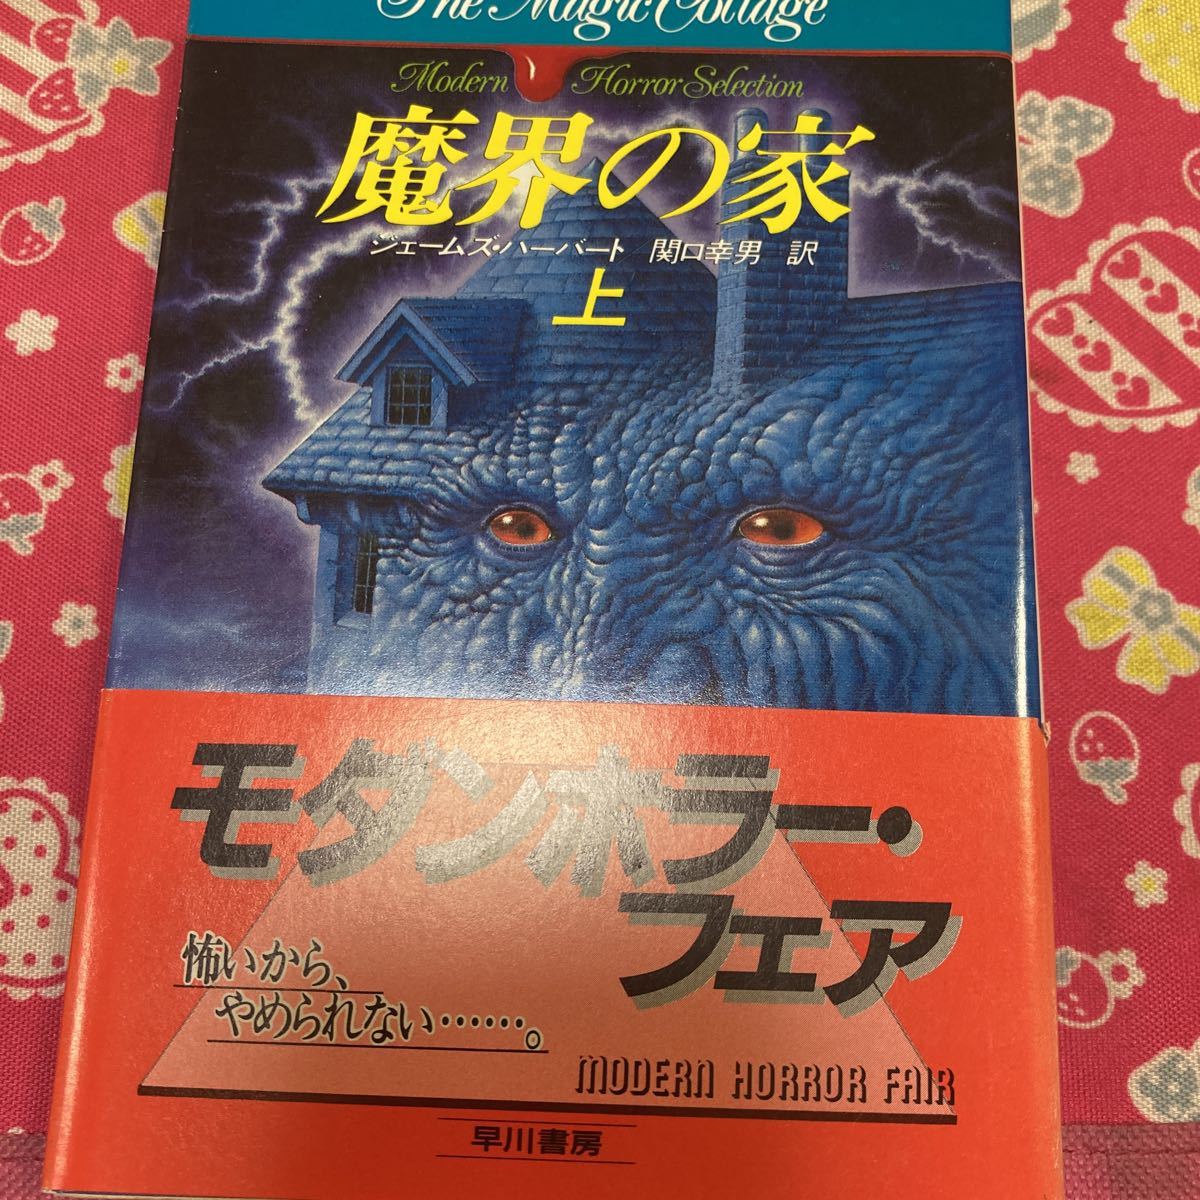 The Magic Cottage
Modern Horror Selection
魔界の家
ジェームズ・ハーバート 関口幸男 訳
上
モダンホラー・
フェア
怖いから、
やめられない……。
MODERN HORROR FAIR
早川書房